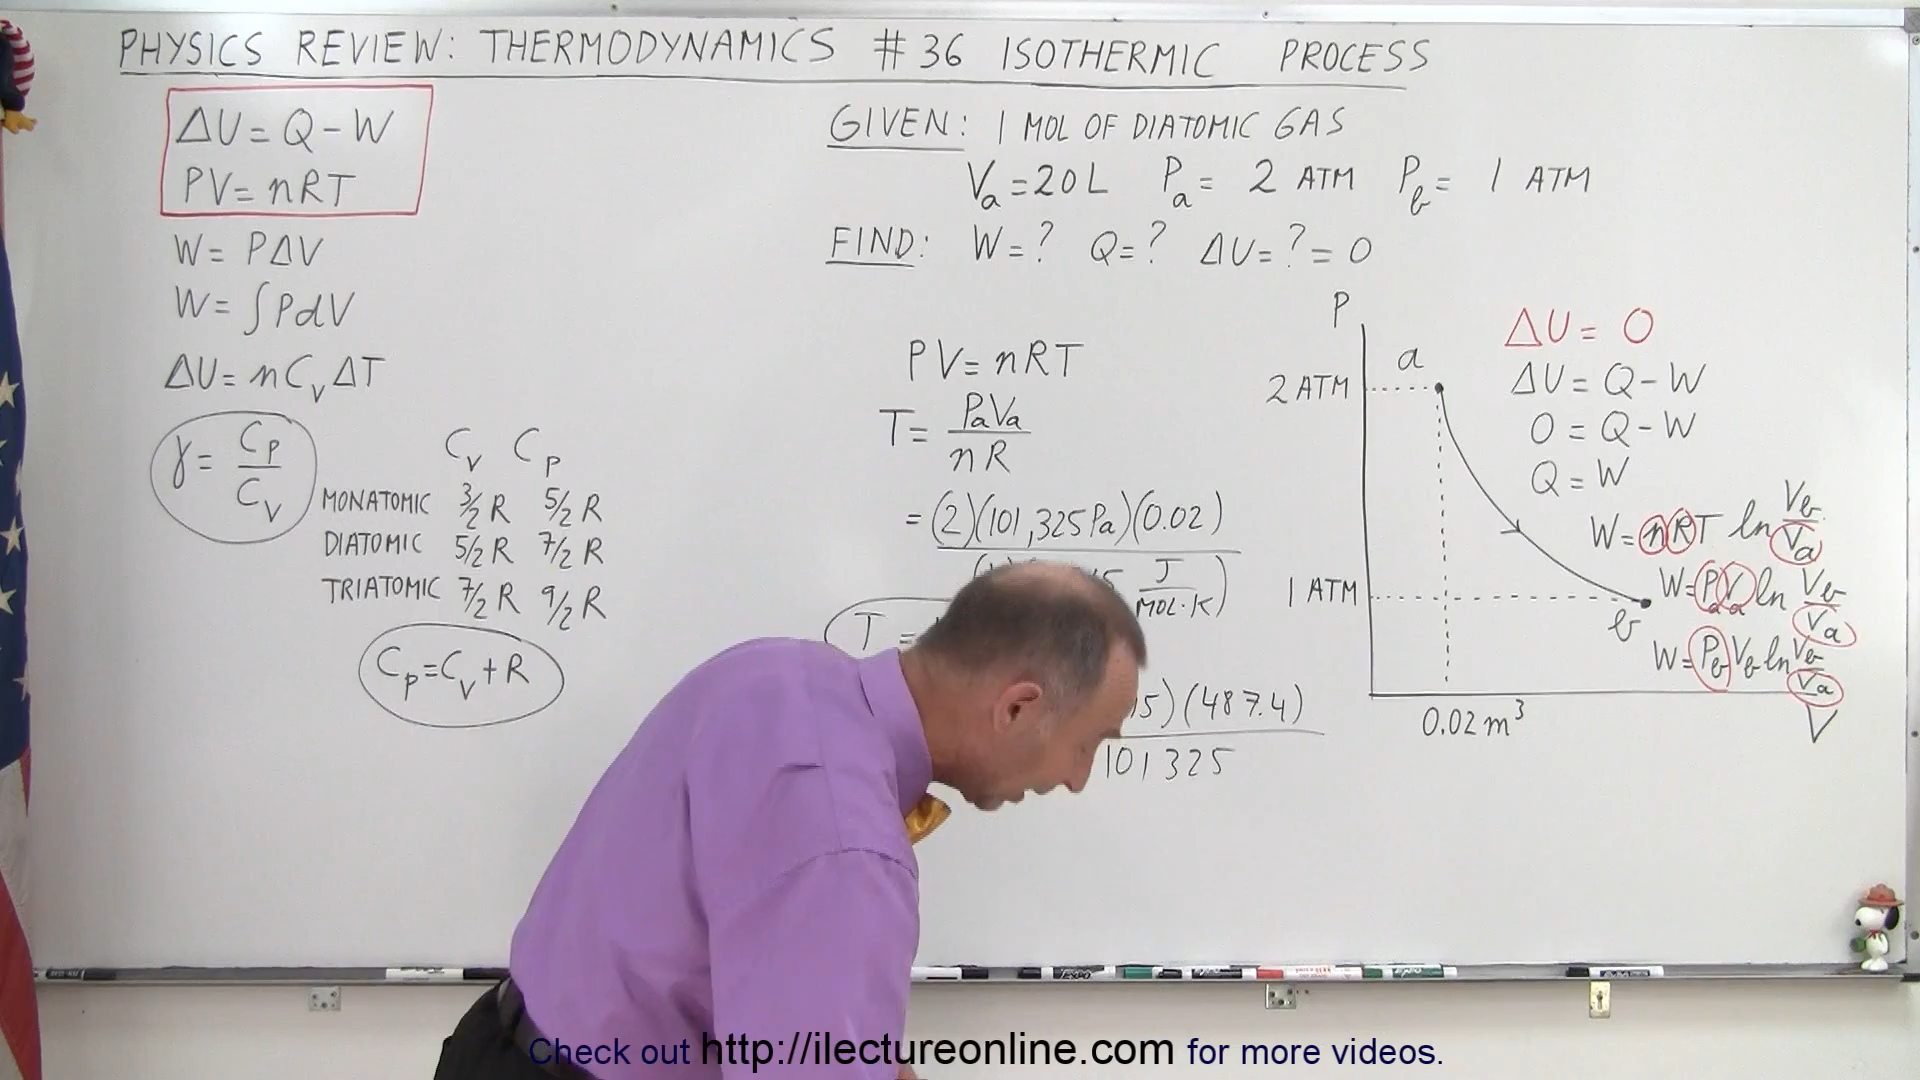 PHYSICS REVIEW: THERMODYNAMICS # 36 ISOTHERMIC PROCESS
ΔU = Q - W
PV = nRT
W = PΔV
W = ∫PdV
ΔU = nC_vΔT
γ = C_P/C_V
C_v C_P
MONATOMIC 3/2 R 5/2 R
DIATOMIC 5/2 R 7/2 R
TRIATOMIC 7/2 R 9/2 R
C_P = C_v + R
GIVEN: 1 MOL OF DIATOMIC GAS
V_a = 20 L P_a = 2 ATM P_b = 1 ATM
FIND: W = ? Q = ? ΔU = ? = 0
PV = nRT
T = P_aV_a
nR
= (2)(101,325 Pa)(0.02)
J
MOL·K)
T =
15)(487.4)
101325
P
a
2 ATM
1 ATM
b
0.02 m³
V
ΔU = 0
ΔU = Q - W
0 = Q - W
Q = W
W = nRT ln V_b/V_a
W = P_aV_a ln V_b/V_a
W = P_bV_b ln V_b/V_a
Check out http://ilectureonline.com for more videos.